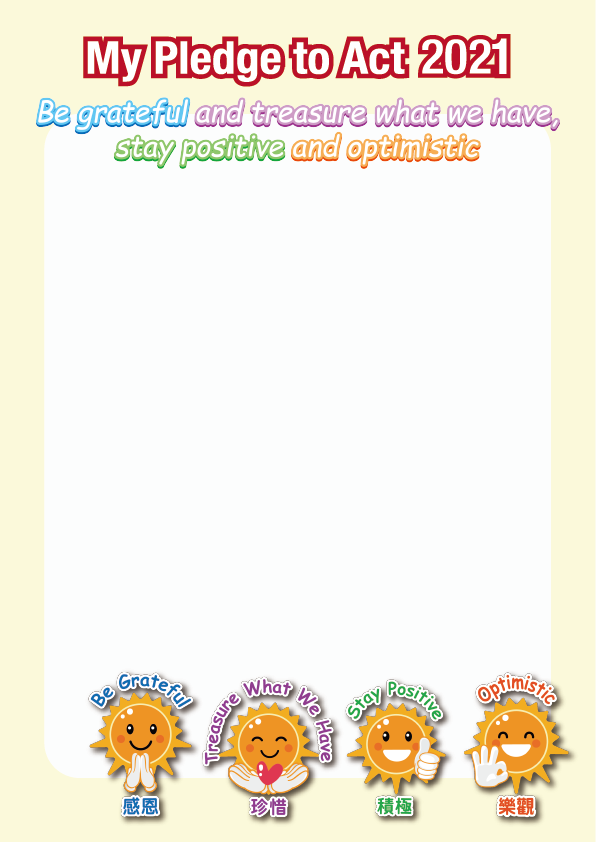 My Pledge to Act 2021
Be grateful and treasure what we have,
stay positive and optimistic
Be Grateful
Treasure What We Have
Stay Positive
Optimistic
感恩
珍惜
積極
樂觀